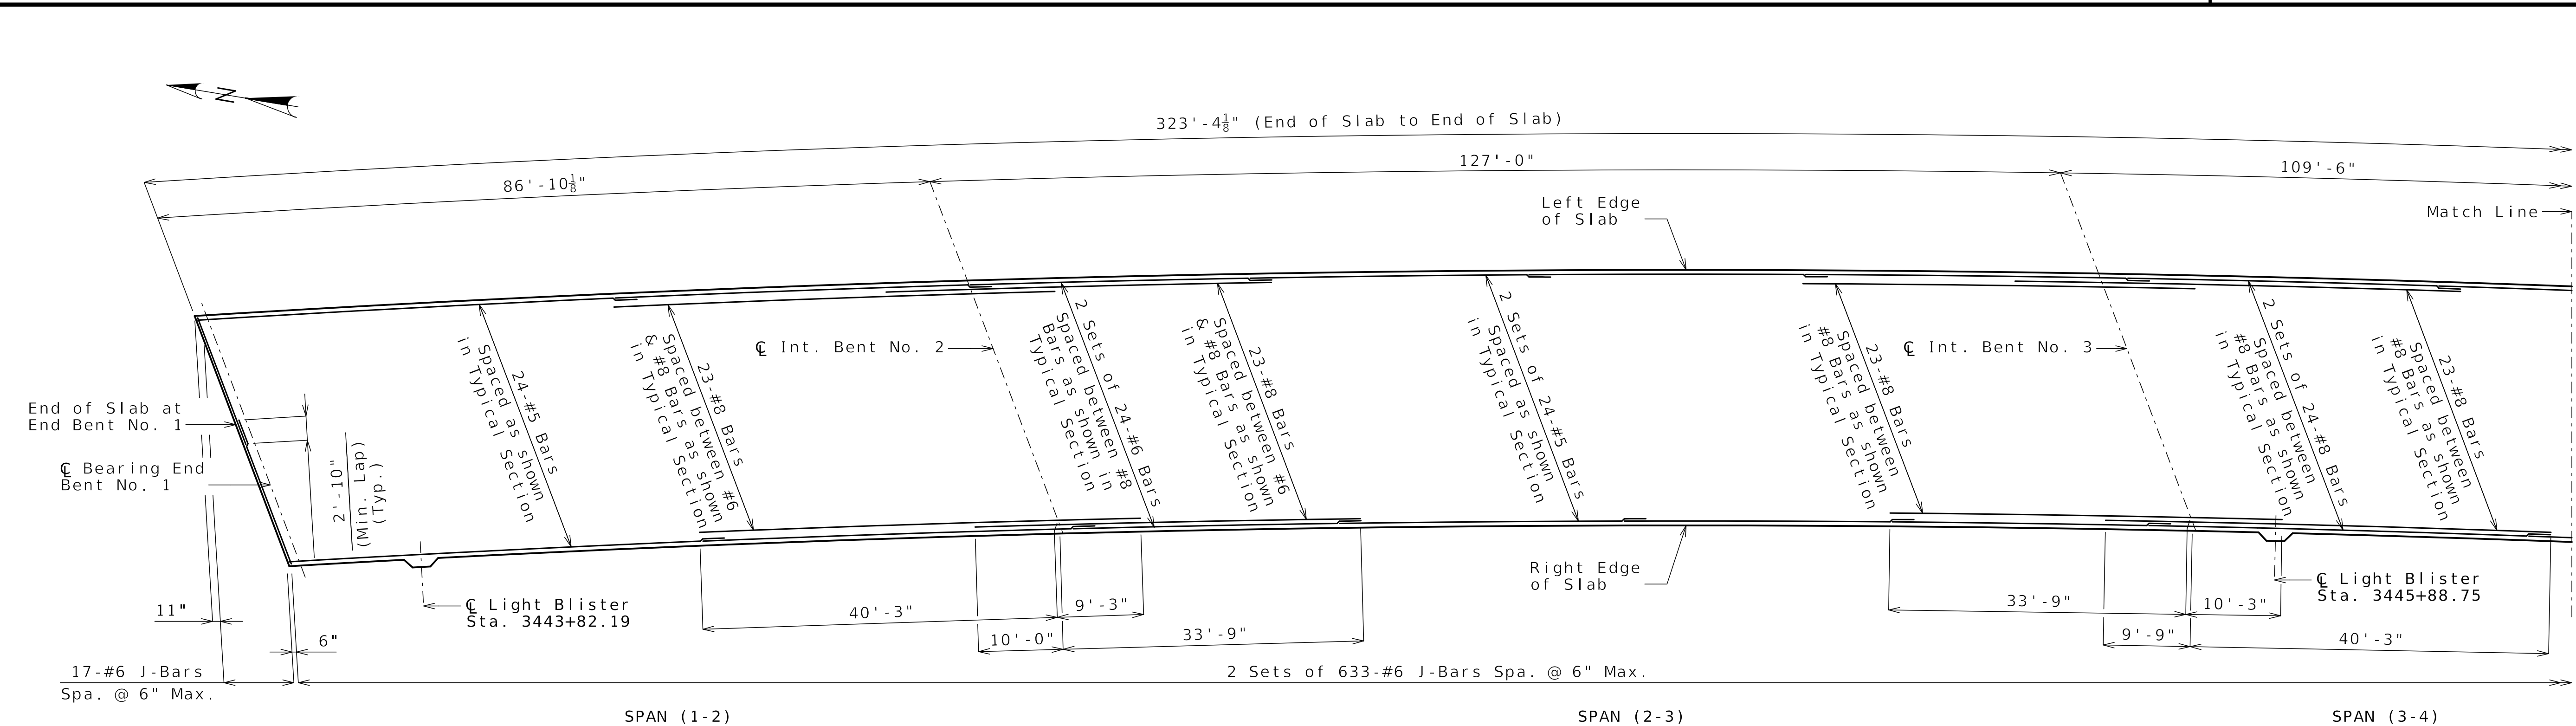 N
323'-4⅛" (End of Slab to End of Slab)
86'-10⅛"
127'-0"
109'-6"
Left Edge
of Slab
Match Line
℄ Int. Bent No. 2
℄ Int. Bent No. 3
24-#5 Bars
Spaced as shown
in Typical Section
23-#8 Bars
Spaced between #6
& #8 Bars as shown
in Typical Section
2 Sets of 24-#6 Bars
Spaced between #8
Bars as shown in
Typical Section
23-#8 Bars
Spaced between #6
& #8 Bars as shown
in Typical Section
2 Sets of 24-#5 Bars
Spaced as shown
in Typical Section
23-#8 Bars
Spaced between
#8 Bars as shown
in Typical Section
2 Sets of 24-#8 Bars
Spaced between
#8 Bars as shown
in Typical Section
23-#8 Bars
Spaced between
#8 Bars as shown
in Typical Section
End of Slab at
End Bent No. 1
℄ Bearing End
Bent No. 1
2'-10"
(Min. Lap)
(Typ.)
Right Edge
of Slab
℄ Light Blister
Sta. 3443+82.19
℄ Light Blister
Sta. 3445+88.75
11"
6"
40'-3"
9'-3"
10'-0"
33'-9"
33'-9"
10'-3"
9'-9"
40'-3"
17-#6 J-Bars
Spa. @ 6" Max.
2 Sets of 633-#6 J-Bars Spa. @ 6" Max.
SPAN (1-2)
SPAN (2-3)
SPAN (3-4)